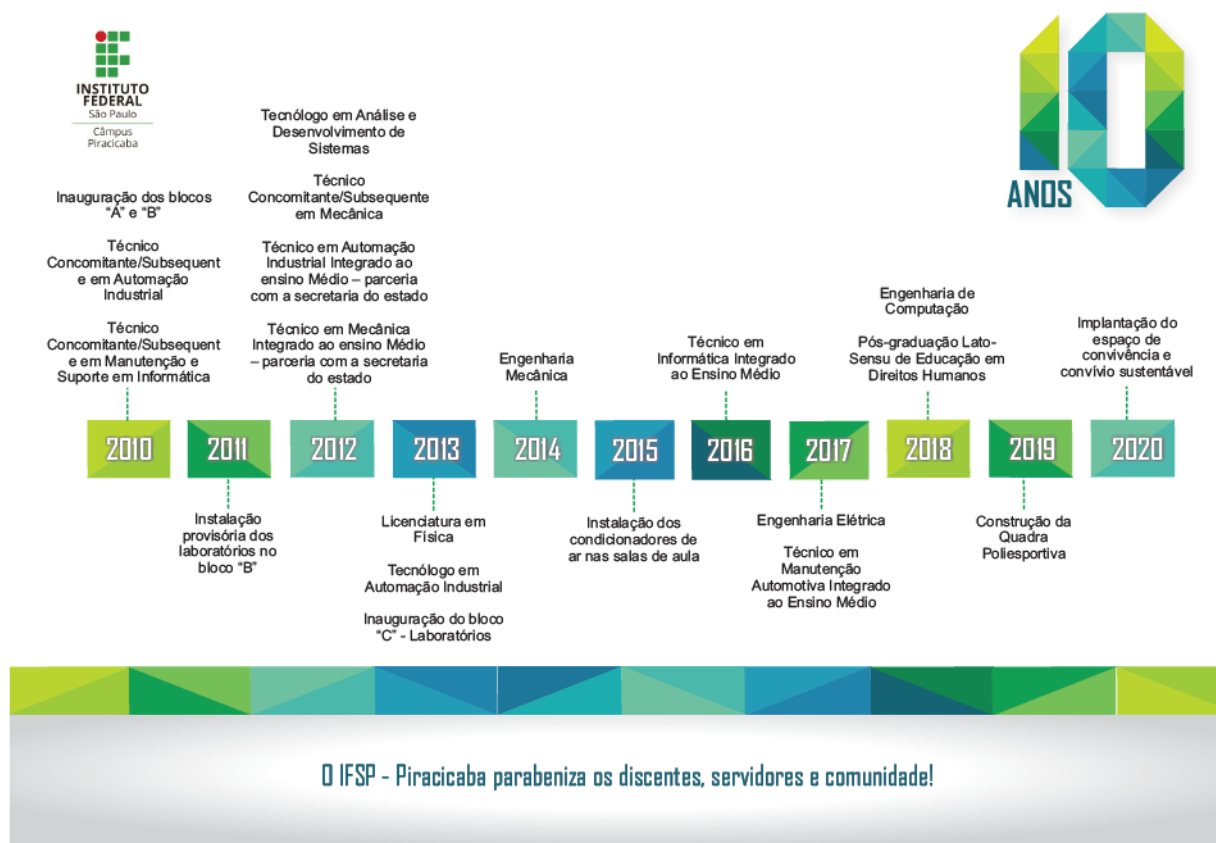 INSTITUTO
FEDERAL
São Paulo
Câmpus
Piracicaba
10
ANOS
Inauguração dos blocos
“A” e “B”
Técnico
Concomitante/Subsequent
e em Automação
Industrial
Técnico
Concomitante/Subsequent
e em Manutenção e
Suporte em Informática
Tecnólogo em Análise e
Desenvolvimento de
Sistemas
Técnico
Concomitante/Subsequente
em Mecânica
Técnico em Automação
Industrial Integrado ao
ensino Médio – parceria
com a secretaria do estado
Técnico em Mecânica
Integrado ao ensino Médio
– parceria com a secretaria
do estado
Engenharia
Mecânica
Técnico em
Informática Integrado
ao Ensino Médio
Engenharia de
Computação
Pós-graduação Lato-
Sensu de Educação em
Direitos Humanos
Implantação do
espaço de
convivência e
convívio sustentável
2010
2011
2012
2013
2014
2015
2016
2017
2018
2019
2020
Instalação
provisória dos
laboratórios no
bloco “B”
Licenciatura em
Física
Tecnólogo em
Automação Industrial
Inauguração do bloco
“C” - Laboratórios
Instalação dos
condicionadores de
ar nas salas de aula
Engenharia Elétrica
Técnico em
Manutenção
Automotiva Integrado
ao Ensino Médio
Construção da
Quadra
Poliesportiva
O IFSP - Piracicaba parabeniza os discentes, servidores e comunidade!